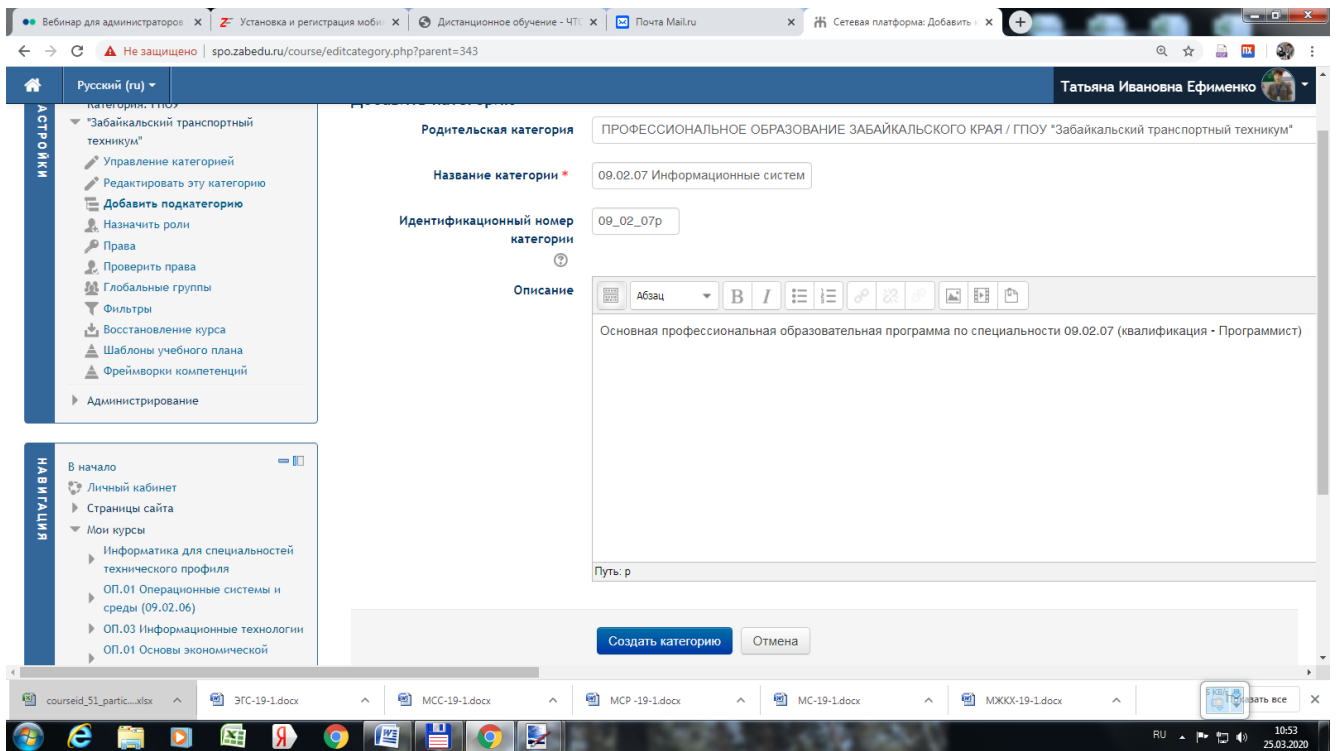 Вебинар для администраторов
Установка и регистрация мобил
Дистанционное обучение - ЧТО
Почта Mail.ru
Сетевая платформа: Добавить к
Не защищено | spo.zabedu.ru/course/editcategory.php?parent=343
Русский (ru)
Татьяна Ивановна Ефименко
Категория: ГПОУ
"Забайкальский транспортный
техникум"
Управление категорией
Редактировать эту категорию
Добавить подкатегорию
Назначить роли
Права
Проверить права
Глобальные группы
Фильтры
Восстановление курса
Шаблоны учебного плана
Фреймворки компетенций
Администрирование
НАВИГАЦИЯ
В начало
Личный кабинет
Страницы сайта
Мои курсы
Информатика для специальностей
технического профиля
ОП.01 Операционные системы и
среды (09.02.06)
ОП.03 Информационные технологии
ОП.01 Основы экономической
Добавить категорию
Родительская категория
ПРОФЕССИОНАЛЬНОЕ ОБРАЗОВАНИЕ ЗАБАЙКАЛЬСКОГО КРАЯ / ГПОУ "Забайкальский транспортный техникум"
Название категории *
09.02.07 Информационные систем
Идентификационный номер
категории
09_02_07p
Описание
Абзац
B I
Основная профессиональная образовательная программа по специальности 09.02.07 (квалификация - Программист)
Путь: p
Создать категорию
Отмена
courseid_51_partic....xlsx
ЭГС-19-1.docx
МСС-19-1.docx
МСР -19-1.docx
МС-19-1.docx
МЖКХ-19-1.docx
RU
10:53
25.03.2020